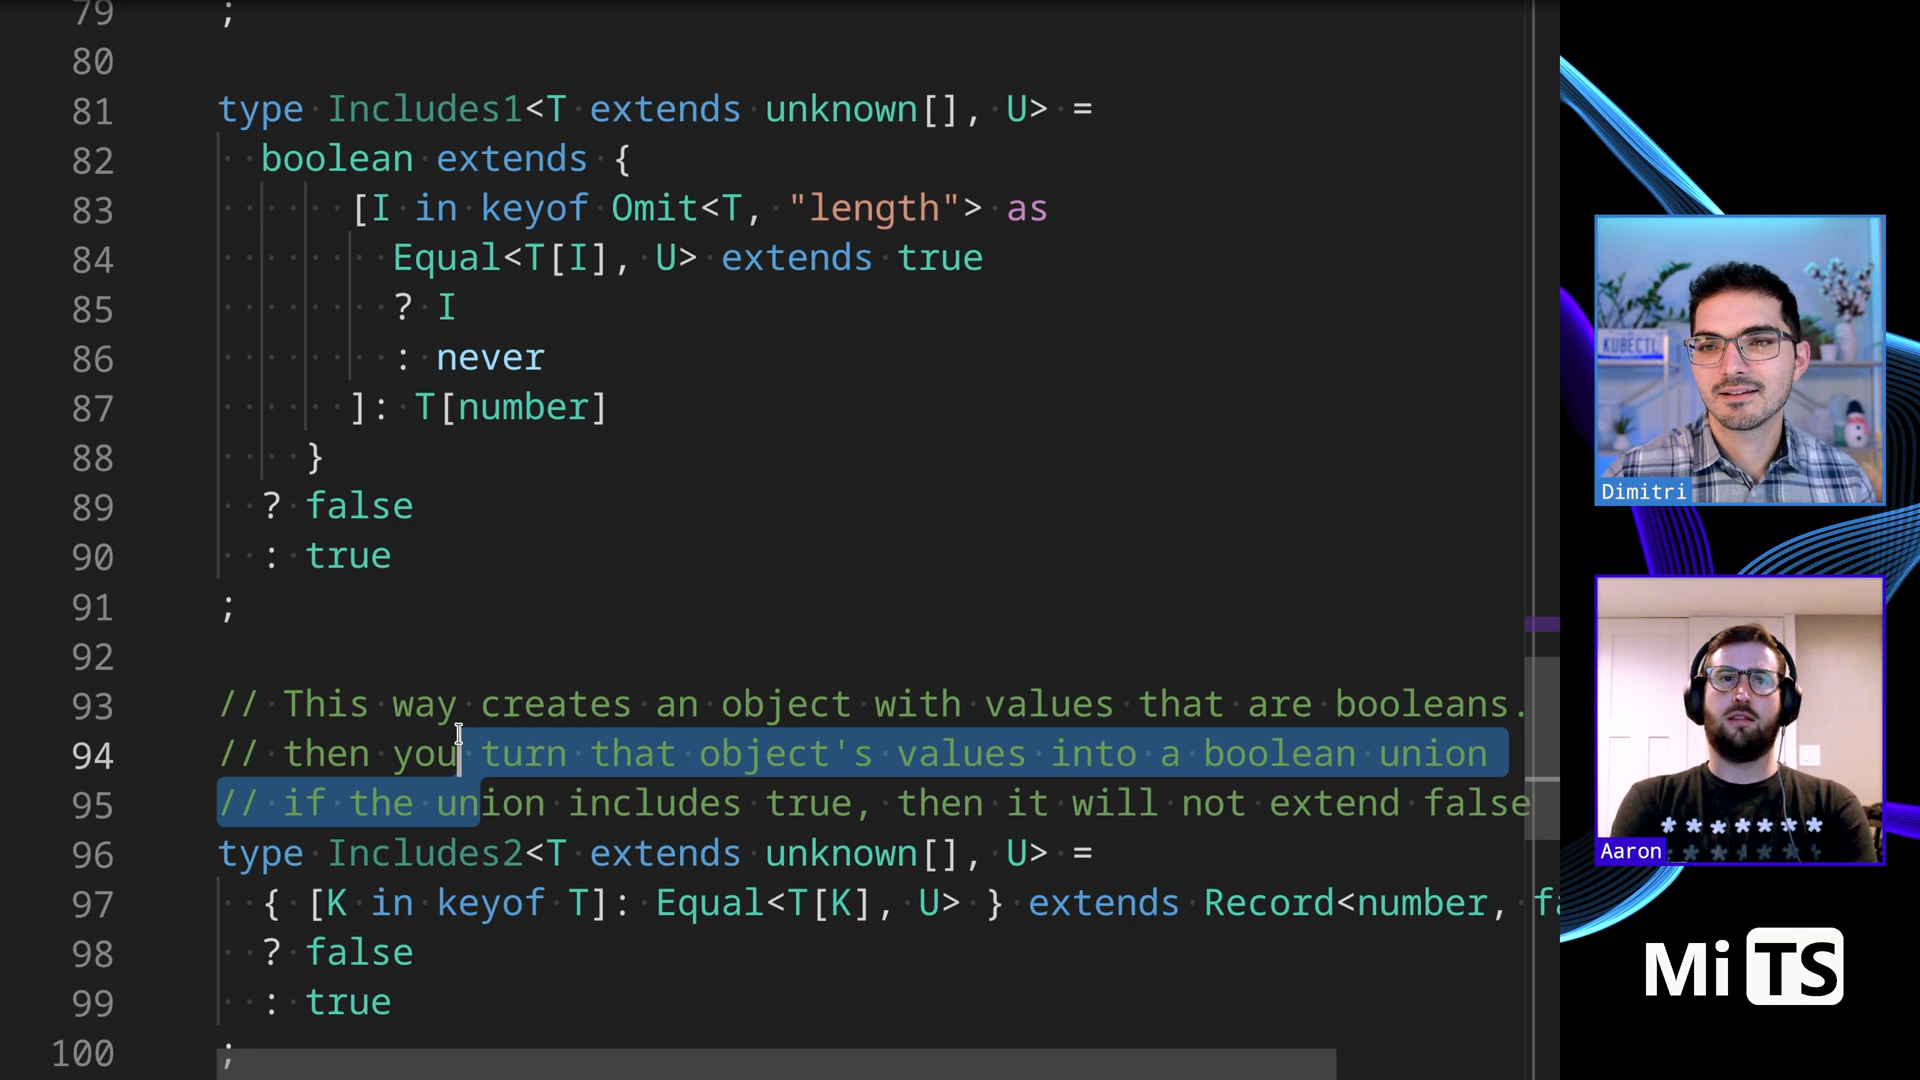 79 ;
80
81 type Includes1<T extends unknown[], U> =
82 boolean extends {
83 [I in keyof Omit<T, "length"> as
84 Equal<T[I], U> extends true
85 ? I
86 : never
87 ]: T[number]
88 }
89 ? false
90 : true
91 ;
92
93 // This way creates an object with values that are booleans.
94 // then you turn that object's values into a boolean union
95 // if the union includes true, then it will not extend false
96 type Includes2<T extends unknown[], U> =
97 { [K in keyof T]: Equal<T[K], U> } extends Record<number,
98 ? false
99 : true
100 ;
KUBECTL
Dimitri
*******
Aaron
MiTS